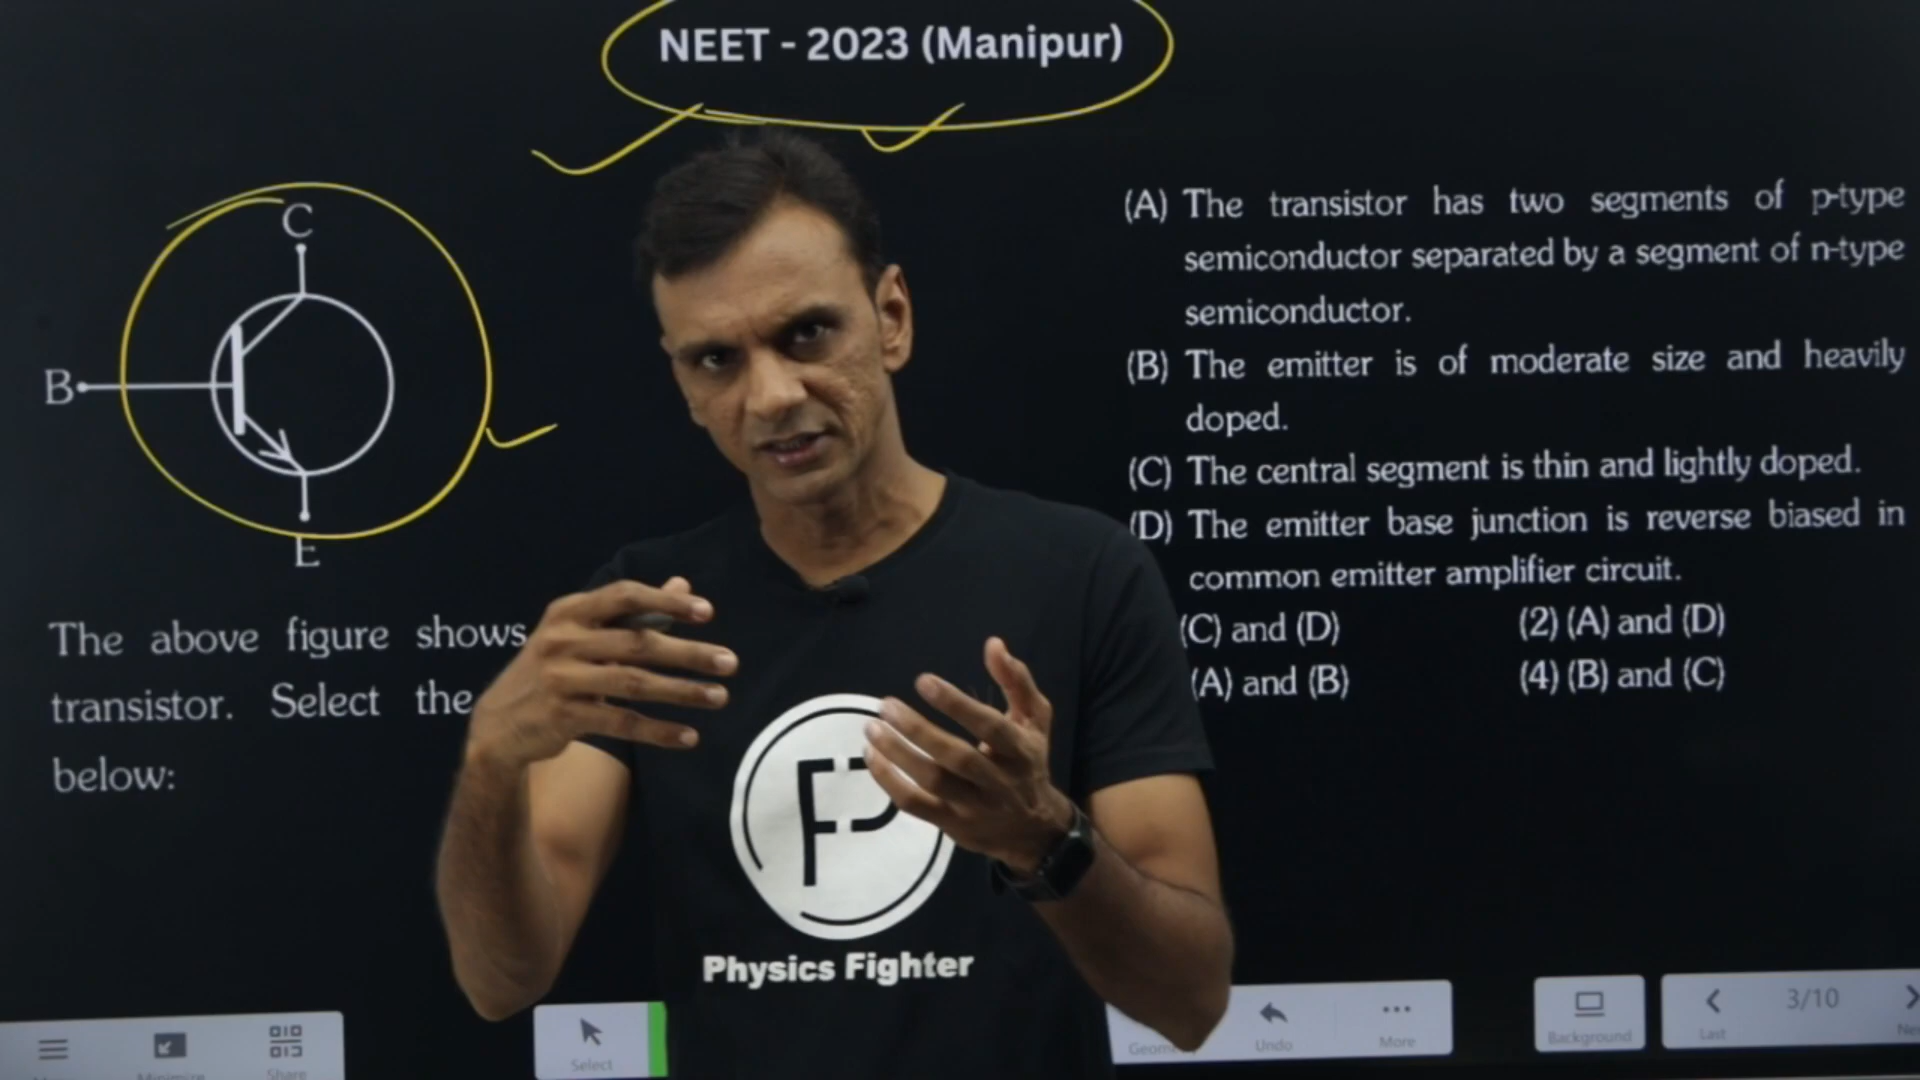 NEET - 2023 (Manipur)
C
B
E
The above figure shows
transistor. Select the
below:
(A) The transistor has two segments of p-type
semiconductor separated by a segment of n-type
semiconductor.
(B) The emitter is of moderate size and heavily
doped.
(C) The central segment is thin and lightly doped.
(D) The emitter base junction is reverse biased in
common emitter amplifier circuit.
(C) and (D) (2) (A) and (D)
(A) and (B) (4) (B) and (C)
Physics Fighter
Minimize
Share
Select
Undo
More
Background
Last
3/10